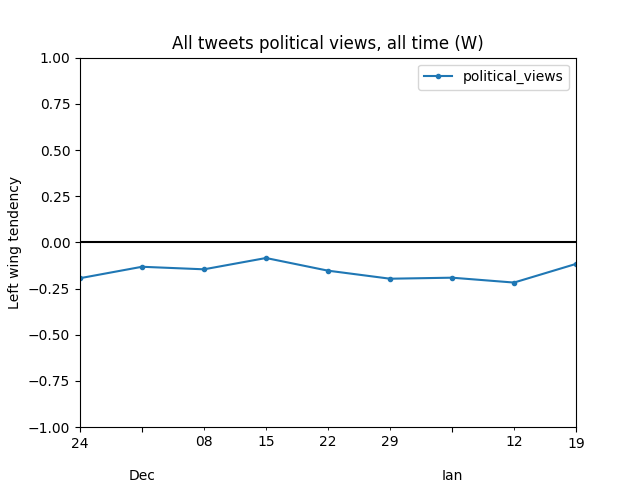 All tweets political views, all time (W)
political_views
Left wing tendency
1.00
0.75
0.50
0.25
0.00
−0.25
−0.50
−0.75
−1.00
24 08 15 22 29 12 19
Dec Jan